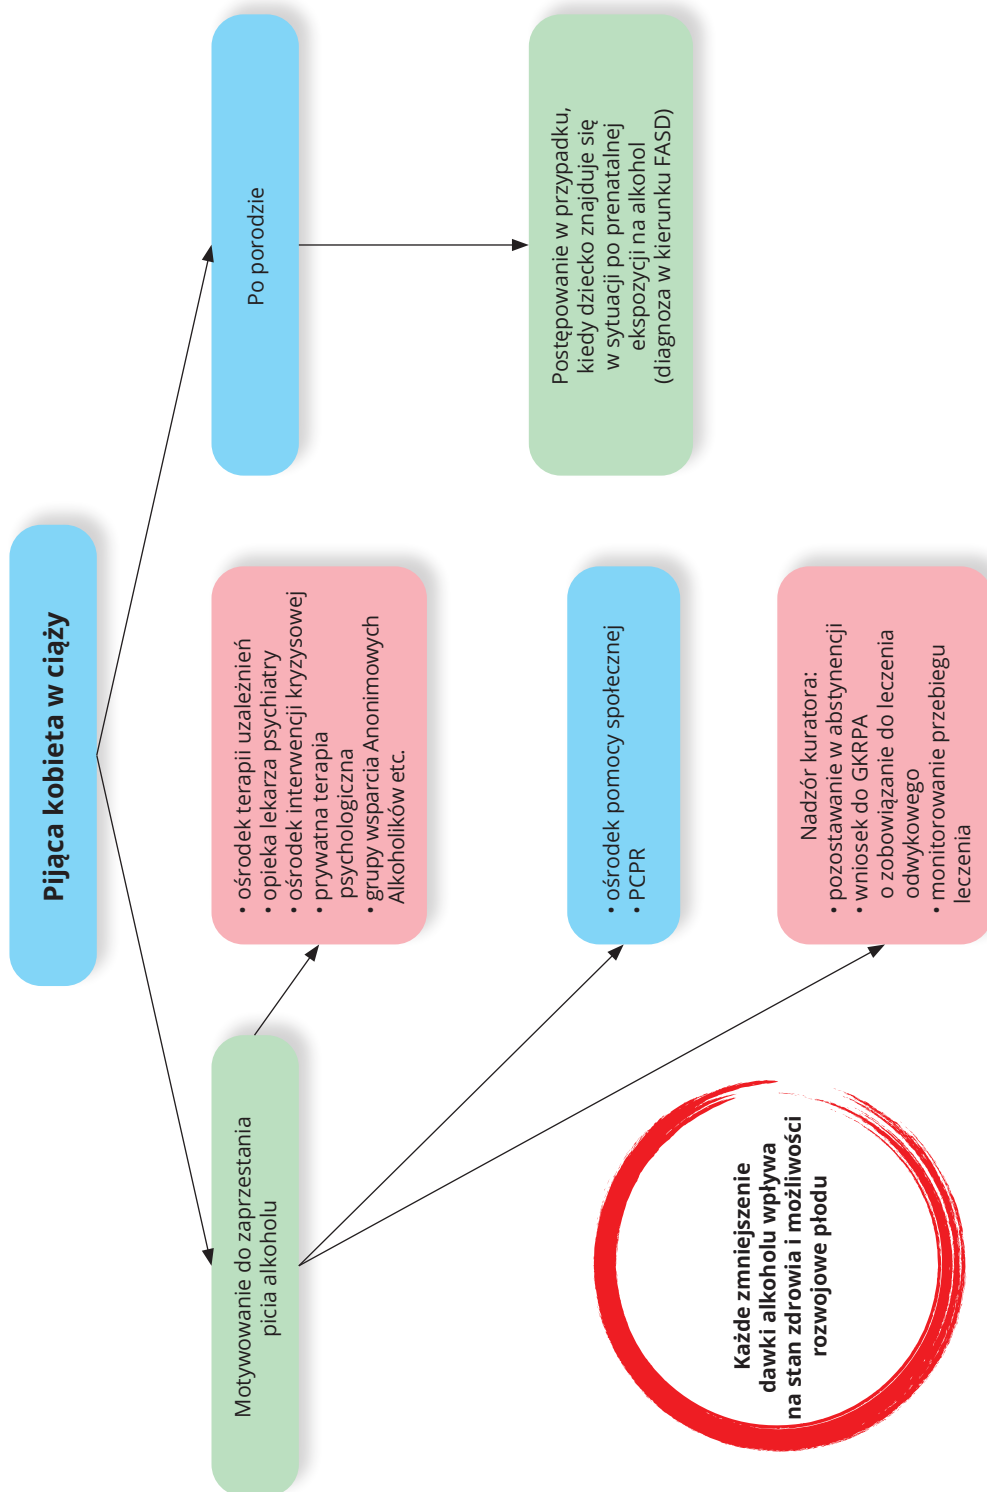 Pijąca kobieta w ciąży
Motywowanie do zaprzestania
picia alkoholu
• ośrodek terapii uzależnień
• opieka lekarza psychiatry
• ośrodek interwencji kryzysowej
• prywatna terapia
psychologiczna
• grupy wsparcia Anonimowych
Alkoholików etc.
• ośrodek pomocy społecznej
• PCPR
Nadzór kuratora:
• pozostawanie w abstynencji
• wniosek do GKRPA
o zobowiązanie do leczenia
odwykowego
• monitorowanie przebiegu
leczenia
Po porodzie
Postępowanie w przypadku,
kiedy dziecko znajduje się
w sytuacji po prenatalnej
ekspozycji na alkohol
(diagnoza w kierunku FASD)
Każde zmniejszenie
dawki alkoholu wpływa
na stan zdrowia i możliwości
rozwojowe płodu